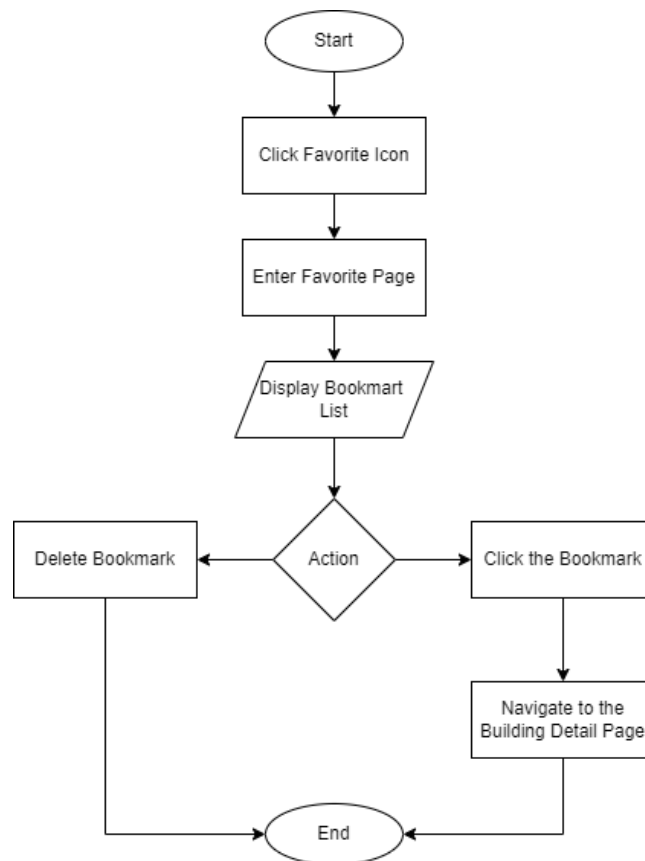 Start
Click Favorite Icon
Enter Favorite Page
Display Bookmart
List
Delete Bookmark
Action
Click the Bookmark
Navigate to the
Building Detail Page
End